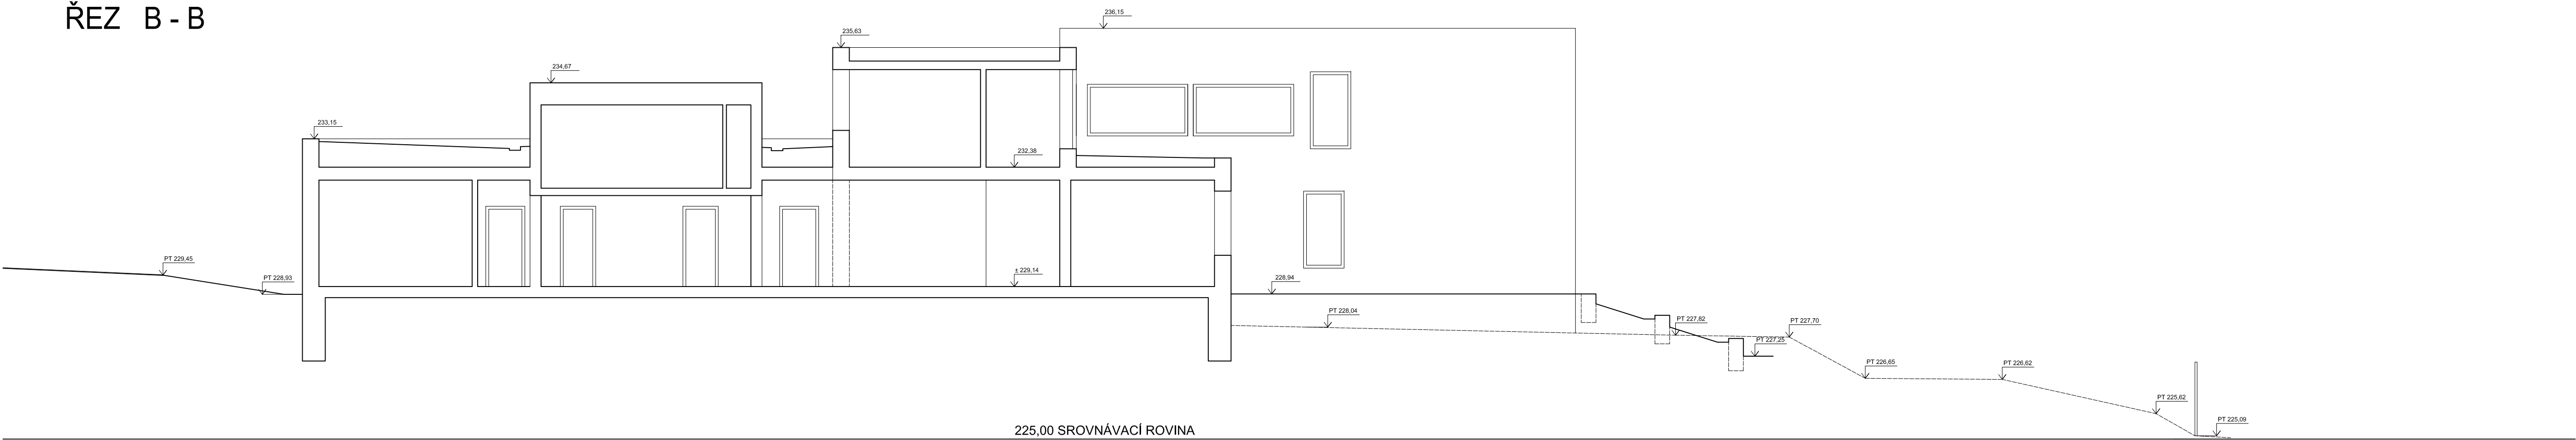 ŘEZ B - B
236,15
235,63
234,67
233,15
232,38
PT 229,45
PT 228,93
± 229,14
228,94
PT 228,04
PT 227,82
PT 227,70
PT 227,25
PT 226,65
PT 226,62
PT 225,62
PT 225,09
225,00 SROVNÁVACÍ ROVINA